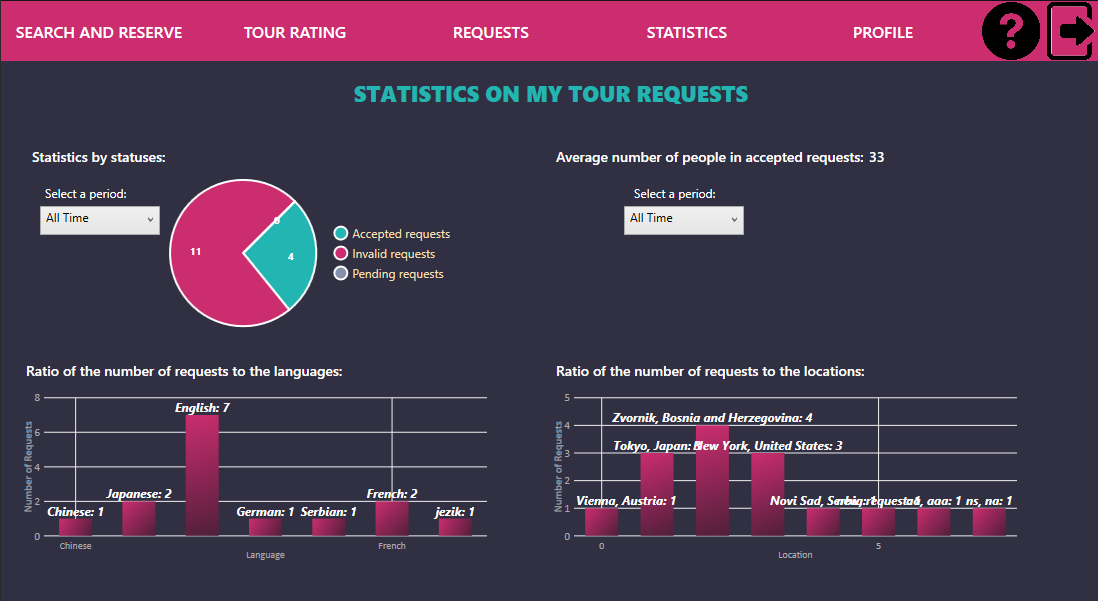 SEARCH AND RESERVE
TOUR RATING
REQUESTS
STATISTICS
PROFILE
?
STATISTICS ON MY TOUR REQUESTS
Statistics by statuses:
Select a period:
All Time
11
0
4
Accepted requests
Invalid requests
Pending requests
Average number of people in accepted requests: 33
Select a period:
All Time
Ratio of the number of requests to the languages:
Number of Requests
8
6
4
2
0
Chinese: 1
Japanese: 2
English: 7
German: 1
Serbian: 1
French: 2
jezik: 1
Chinese
French
Language
Ratio of the number of requests to the locations:
Number of Requests
5
4
3
2
1
0
Vienna, Austria: 1
Tokyo, Japan:
Zvornik, Bosnia and Herzegovina: 4
New York, United States: 3
Novi Sad,
aaa: 1
ns, na: 1
0
5
Location